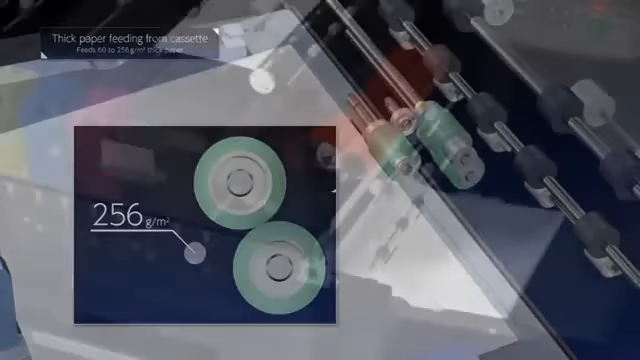 Thick paper feeding from cassette
Feeds 60 to 256 g/m² thick paper
256 g/m²